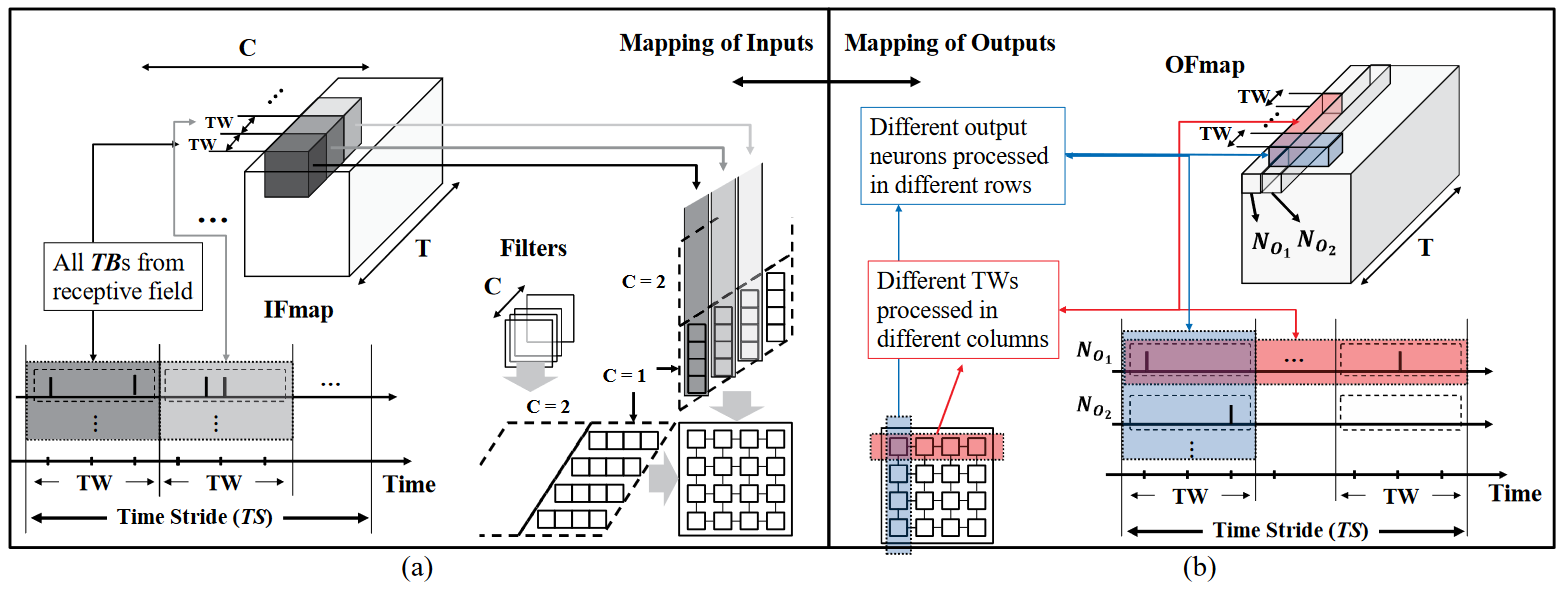 Mapping of Inputs
C
TW
TW
...
...
T
IFmap
All TBs from
receptive field
...
⋮
⋮
TW
TW
Time
Time Stride (TS)
Filters
C
C = 2
C = 1
C = 2
(a)
Mapping of Outputs
OFmap
TW
...
TW
Different output
neurons processed
in different rows
N_{O_1}
N_{O_2}
T
Different TWs
processed in
different columns
N_{O_1}
...
N_{O_2}
⋮
TW
TW
Time
Time Stride (TS)
(b)